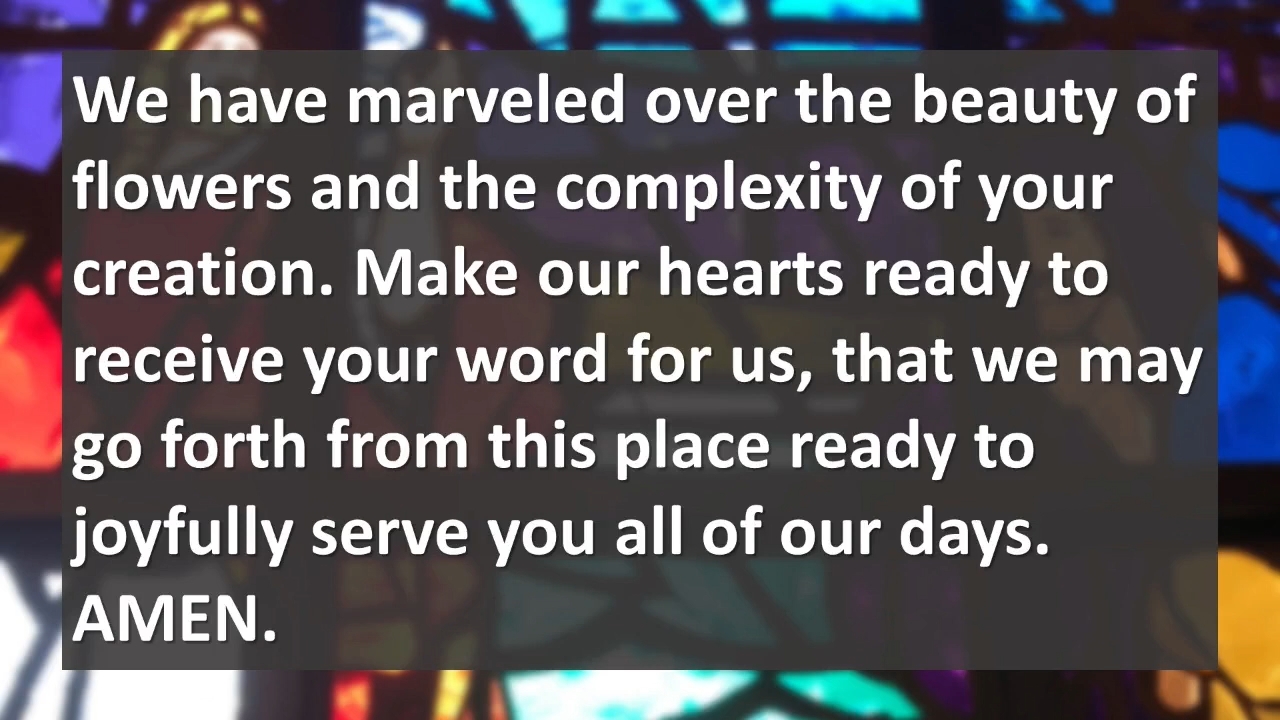 We have marveled over the beauty of
flowers and the complexity of your
creation. Make our hearts ready to
receive your word for us, that we may
go forth from this place ready to
joyfully serve you all of our days.
AMEN.